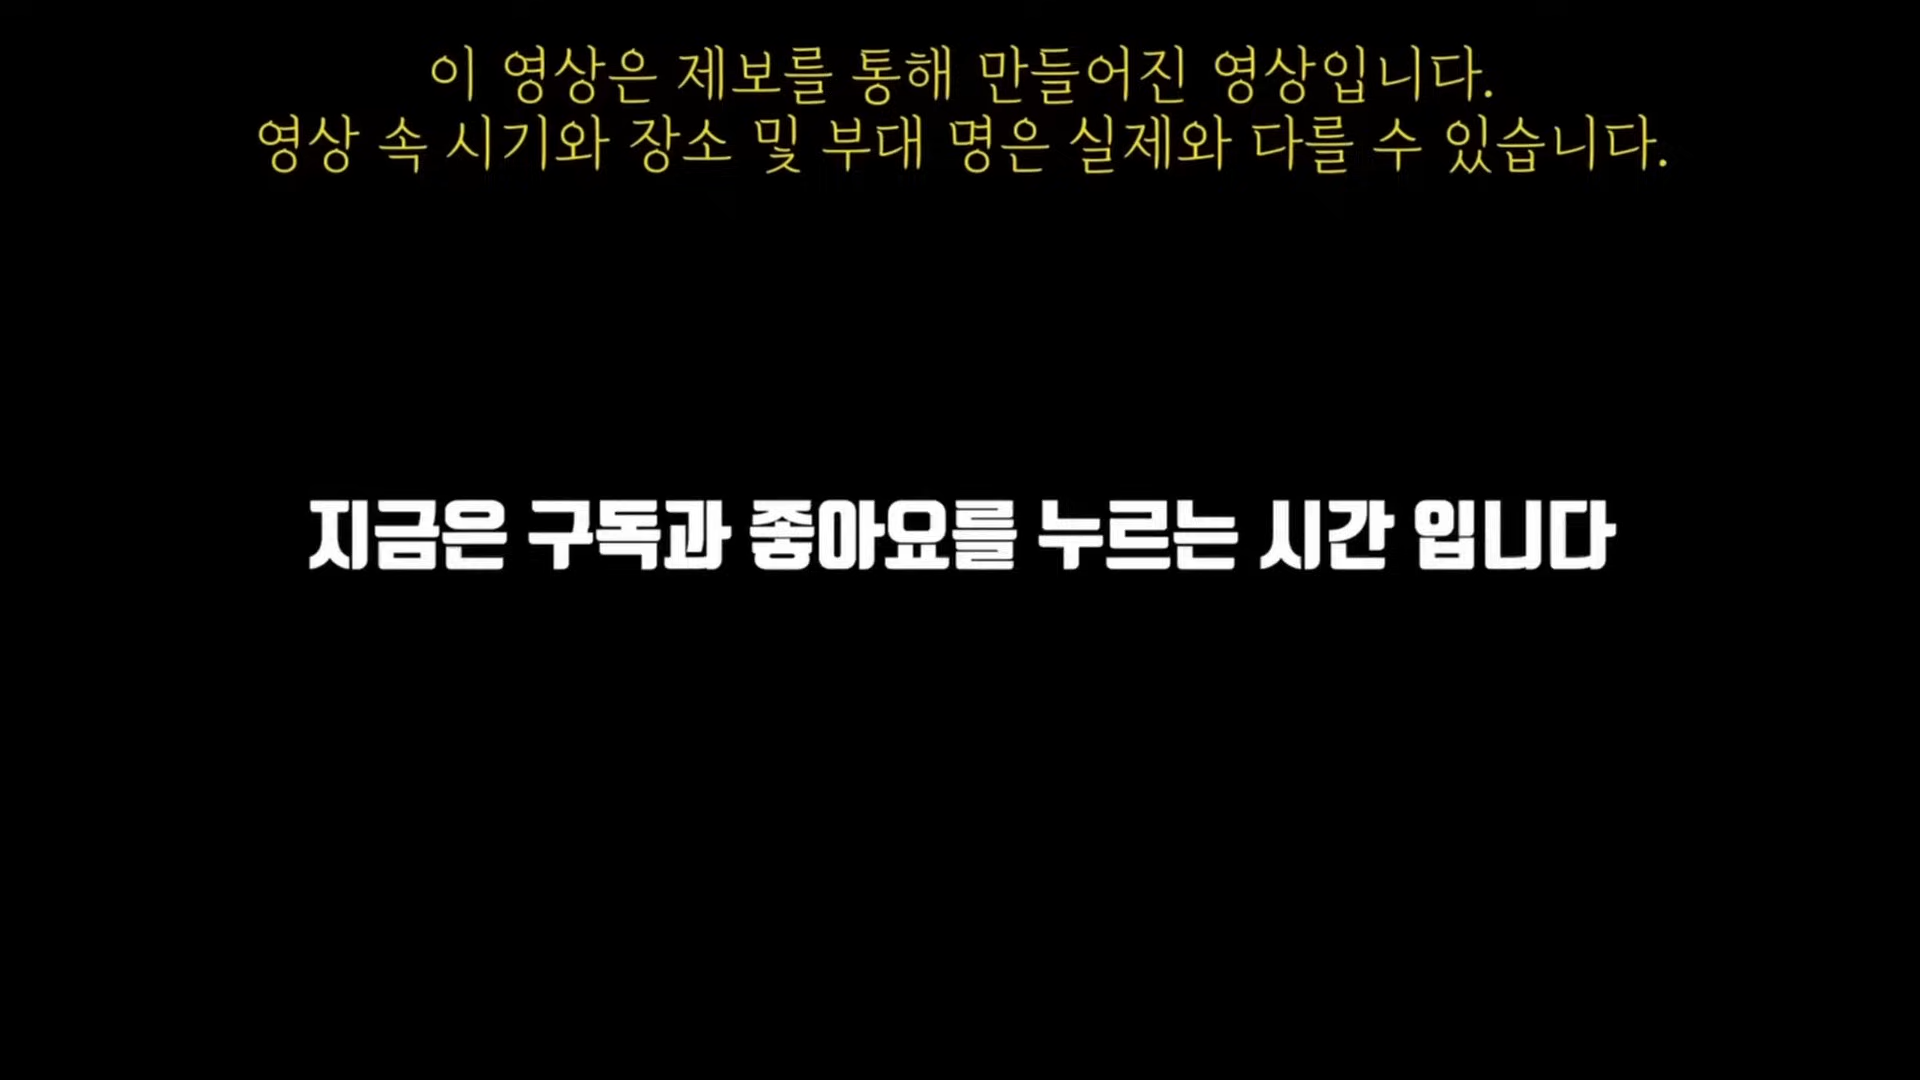 이 영상은 제보를 통해 만들어진 영상입니다.
영상 속 시기와 장소 및 부대 명은 실제와 다를 수 있습니다.
지금은 구독과 좋아요를 누르는 시간 입니다